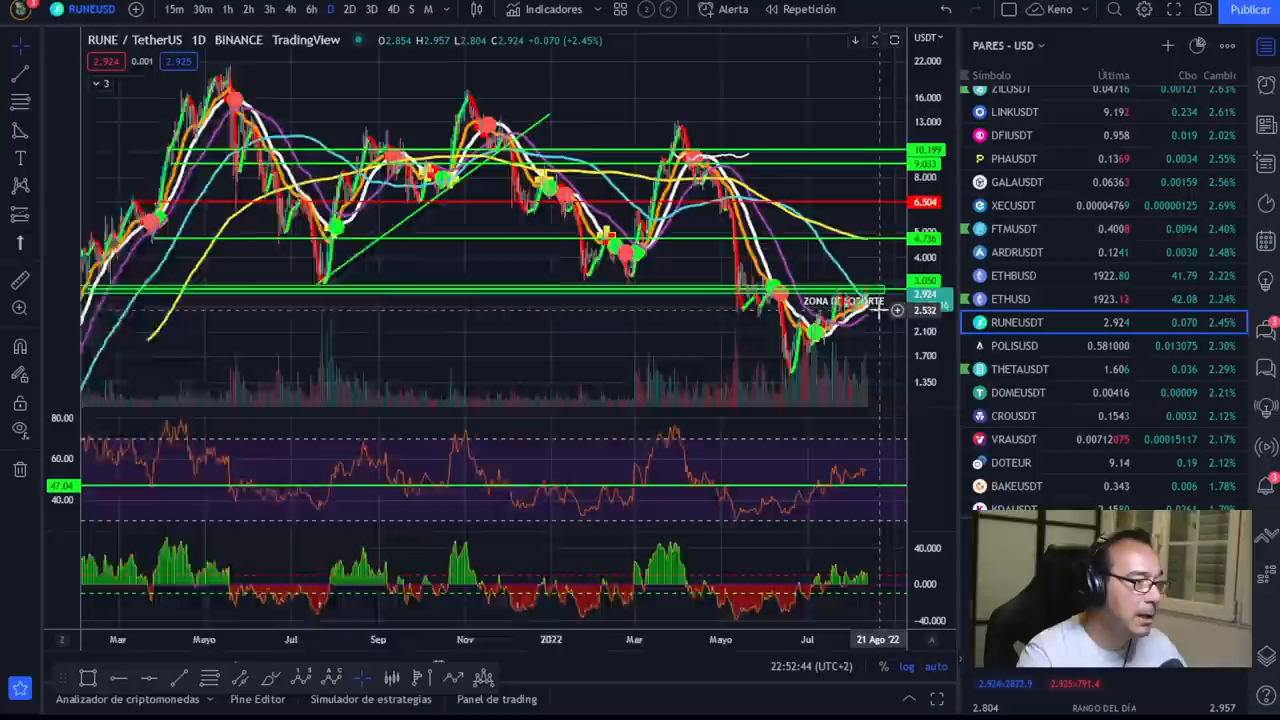 RUNEUSD 15m 30m 1h 2h 3h 4h 6h D 2D 3D 4D S M Indicadores Alerta Repetición Keno Publicar
RUNE / TetherUS 1D BINANCE TradingView O2.854 H2.957 L2.804 C2.924 +0.070 (+2.45%)
2.924 0.001 2.925
3
USDT
22.000
16.000
13.000
10.199
9.033
8.000
6.504
4.736
4.000
3.050
2.924
2.532
2.100
1.700
1.350
ZONA DE SOPORTE
80.00
60.00
47.04
40.00
40.000
0.000
-40.000
Mar Mayo Jul Sep Nov 2022 Mar Mayo Jul 21 Ago '22
22:52:44 (UTC+2) % log auto
Analizador de criptomonedas Pine Editor Simulador de estrategias Panel de trading
PARES - USD
Símbolo Última Cbo Cambio
ZILUSDT 0.04716 0.00121 2.63%
LINKUSDT 9.192 0.234 2.61%
DFIUSDT 0.958 0.019 2.02%
PHAUSDT 0.1369 0.0034 2.55%
GALAUSDT 0.06363 0.00159 2.56%
XECUSDT 0.00004769 0.00000125 2.69%
FTMUSDT 0.4008 0.0094 2.40%
ARDRUSDT 0.1241 0.0030 2.48%
ETHBUSD 1922.80 41.79 2.22%
ETHUSD 1923.12 42.08 2.24%
RUNEUSDT 2.924 0.070 2.45%
POLISUSD 0.581000 0.013075 2.30%
THETAUSDT 1.606 0.036 2.29%
DOMEUSDT 0.00406 0.00009 2.21%
CROUSDT 0.1543 0.0032 2.12%
VRAUSDT 0.00712075 0.00015117 2.17%
DOTEUR 9.14 0.19 2.12%
BAKEUSDT 0.343 0.006 1.78%
2.804 RANGO DEL DÍA 2.957